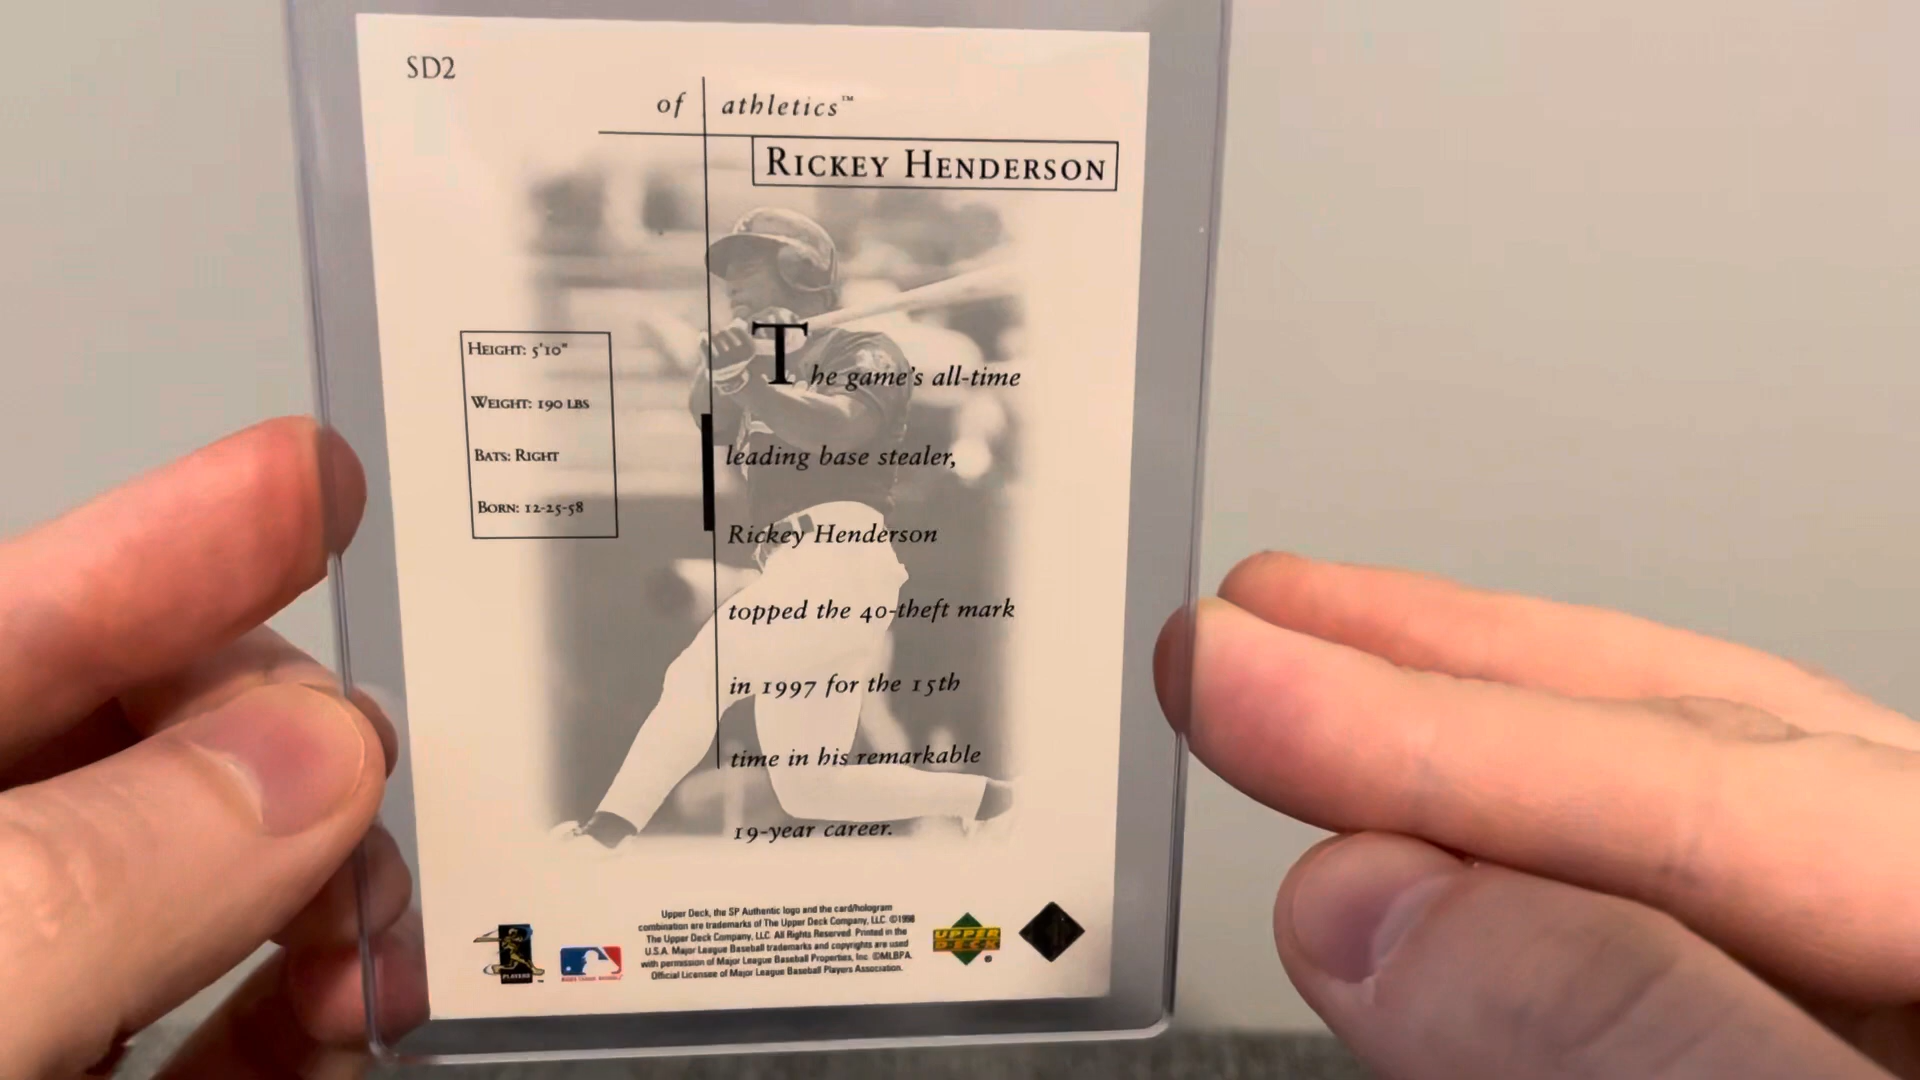 SD2
of athletics™
RICKEY HENDERSON
HEIGHT: 5'10"
WEIGHT: 190 LBS
BATS: RIGHT
BORN: 12-25-58
The game's all-time
leading base stealer,
Rickey Henderson
topped the 40-theft mark
in 1997 for the 15th
time in his remarkable
19-year career.
Upper Deck, the SP Authentic logo and the card/hologram
combination are trademarks of The Upper Deck Company, LLC. ©1998
The Upper Deck Company, LLC. All Rights Reserved. Printed in the
U.S.A. Major League Baseball trademarks and copyrights are used
with permission of Major League Baseball Properties, Inc. ©MLBPA
Official Licensee of Major League Baseball Players Association.
PLAYERS
UPPER
DECK
®